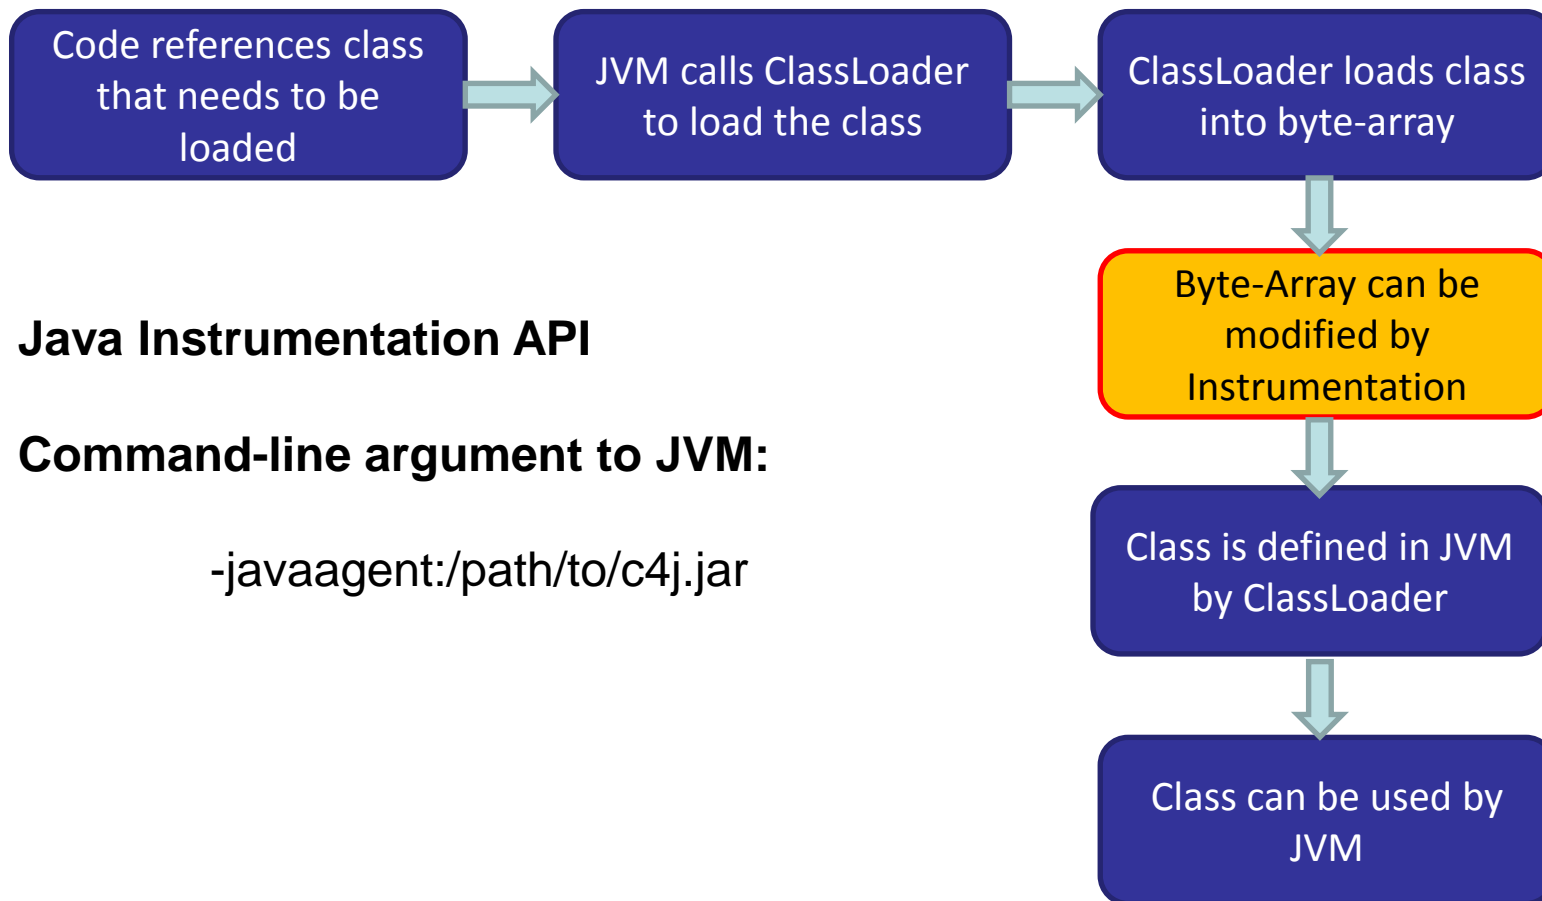 Code references class
that needs to be
loaded
JVM calls ClassLoader
to load the class
ClassLoader loads class
into byte-array
Byte-Array can be
modified by
Instrumentation
Java Instrumentation API
Command-line argument to JVM:
-javaagent:/path/to/c4j.jar
Class is defined in JVM
by ClassLoader
Class can be used by
JVM